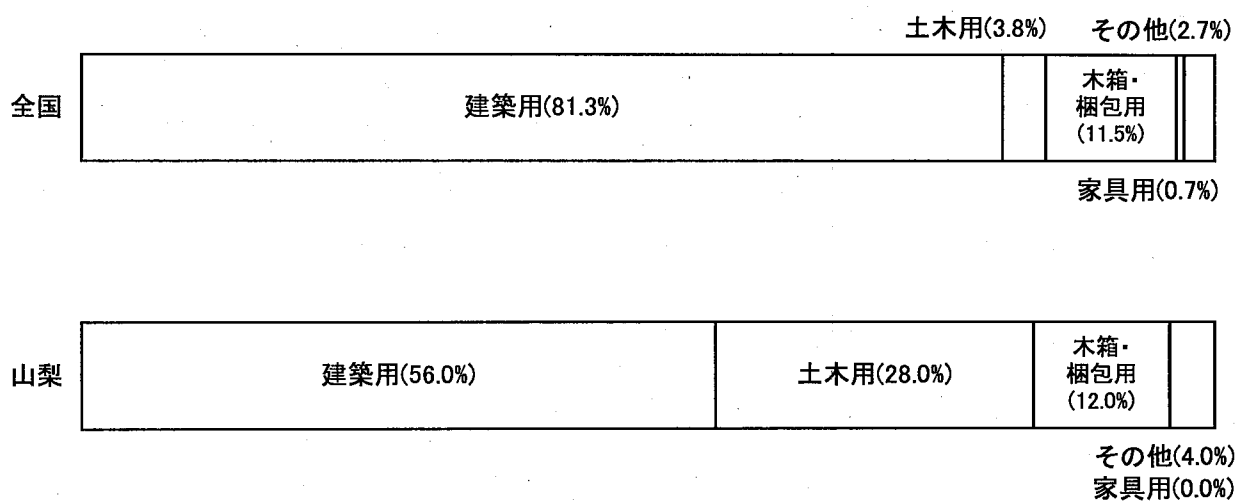 土木用(3.8%) その他(2.7%)
全国
建築用(81.3%)
木箱・
梱包用
(11.5%)
家具用(0.7%)
山梨
建築用(56.0%)
土木用(28.0%)
木箱・
梱包用
(12.0%)
その他(4.0%)
家具用(0.0%)